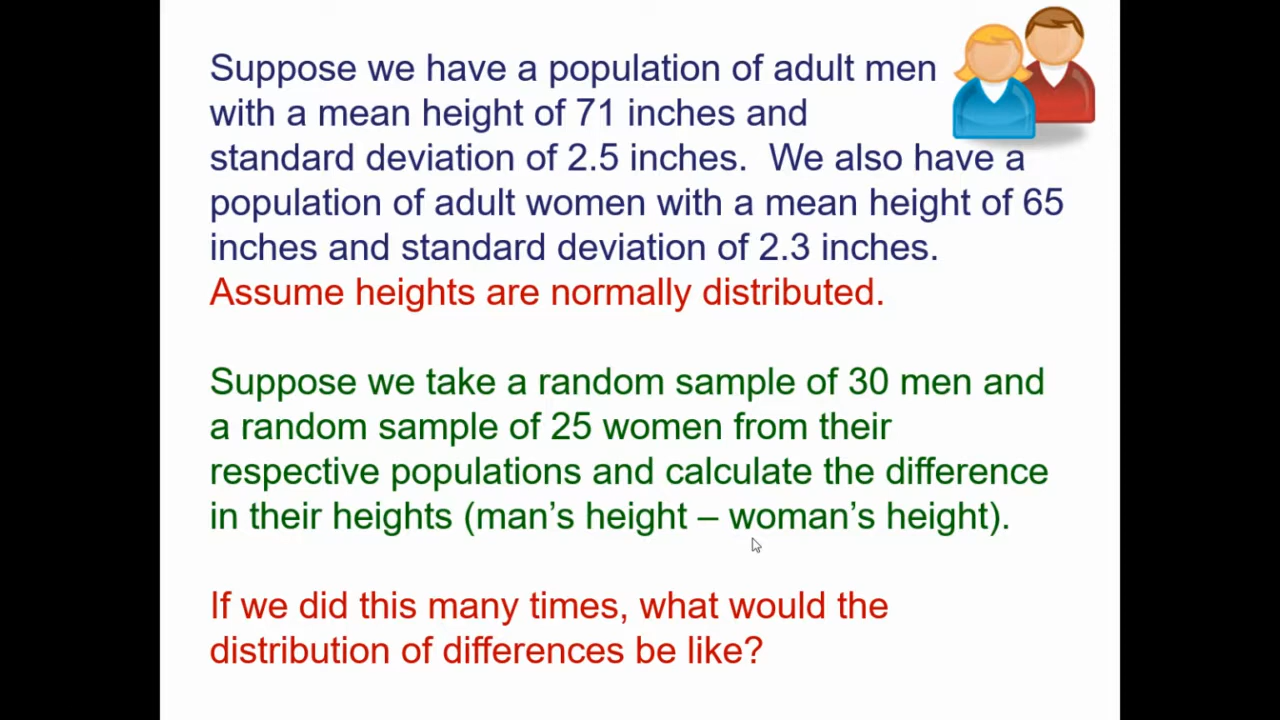 Suppose we have a population of adult men
with a mean height of 71 inches and
standard deviation of 2.5 inches.  We also have a
population of adult women with a mean height of 65
inches and standard deviation of 2.3 inches.
Assume heights are normally distributed.
Suppose we take a random sample of 30 men and
a random sample of 25 women from their
respective populations and calculate the difference
in their heights (man’s height – woman’s height).
If we did this many times, what would the
distribution of differences be like?